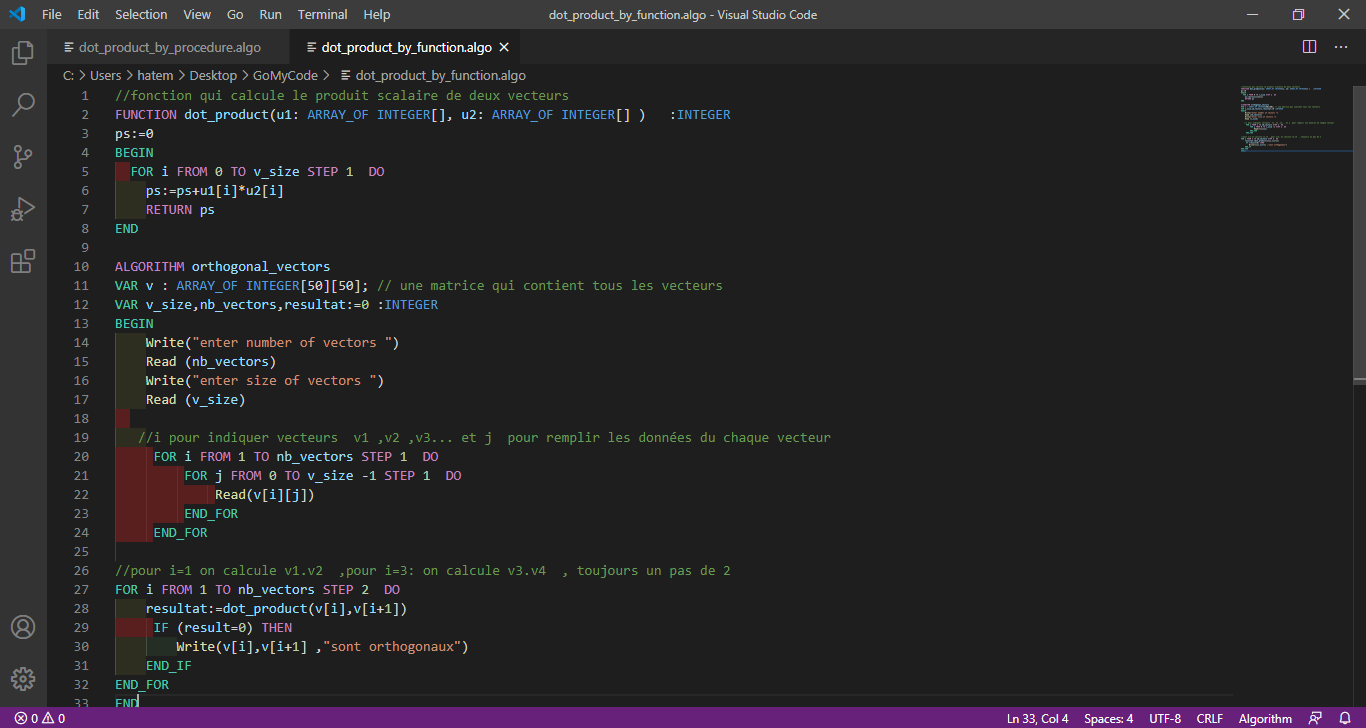 File Edit Selection View Go Run Terminal Help dot_product_by_function.algo - Visual Studio Code
dot_product_by_procedure.algo dot_product_by_function.algo
C: > Users > hatem > Desktop > GoMyCode > dot_product_by_function.algo
1 //fonction qui calcule le produit scalaire de deux vecteurs
2 FUNCTION dot_product(u1: ARRAY_OF INTEGER[], u2: ARRAY_OF INTEGER[] )   :INTEGER
3 ps:=0
4 BEGIN
5   FOR i FROM 0 TO v_size STEP 1  DO
6     ps:=ps+u1[i]*u2[i]
7     RETURN ps
8 END
9
10 ALGORITHM orthogonal_vectors
11 VAR v : ARRAY_OF INTEGER[50][50]; // une matrice qui contient tous les vecteurs
12 VAR v_size,nb_vectors,resultat:=0 :INTEGER
13 BEGIN
14     Write("enter number of vectors ")
15     Read (nb_vectors)
16     Write("enter size of vectors ")
17     Read (v_size)
18
19    //i pour indiquer vecteurs  v1 ,v2 ,v3... et j  pour remplir les données du chaque vecteur
20      FOR i FROM 1 TO nb_vectors STEP 1  DO
21          FOR j FROM 0 TO v_size -1 STEP 1  DO
22              Read(v[i][j])
23          END_FOR
24      END_FOR
25
26 //pour i=1 on calcule v1.v2  ,pour i=3: on calcule v3.v4  , toujours un pas de 2
27 FOR i FROM 1 TO nb_vectors STEP 2  DO
28     resultat:=dot_product(v[i],v[i+1])
29      IF (result=0) THEN
30         Write(v[i],v[i+1] ,"sont orthogonaux")
31     END_IF
32 END_FOR
33 END
0 0 Ln 33, Col 4 Spaces: 4 UTF-8 CRLF Algorithm